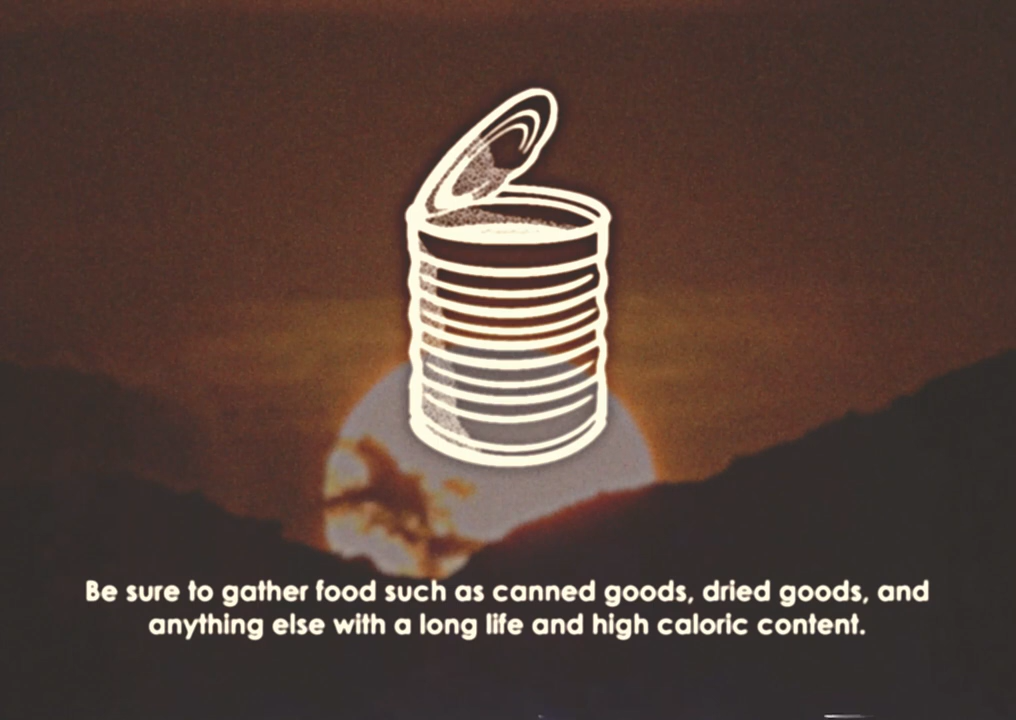 Be sure to gather food such as canned goods, dried goods, and
anything else with a long life and high caloric content.